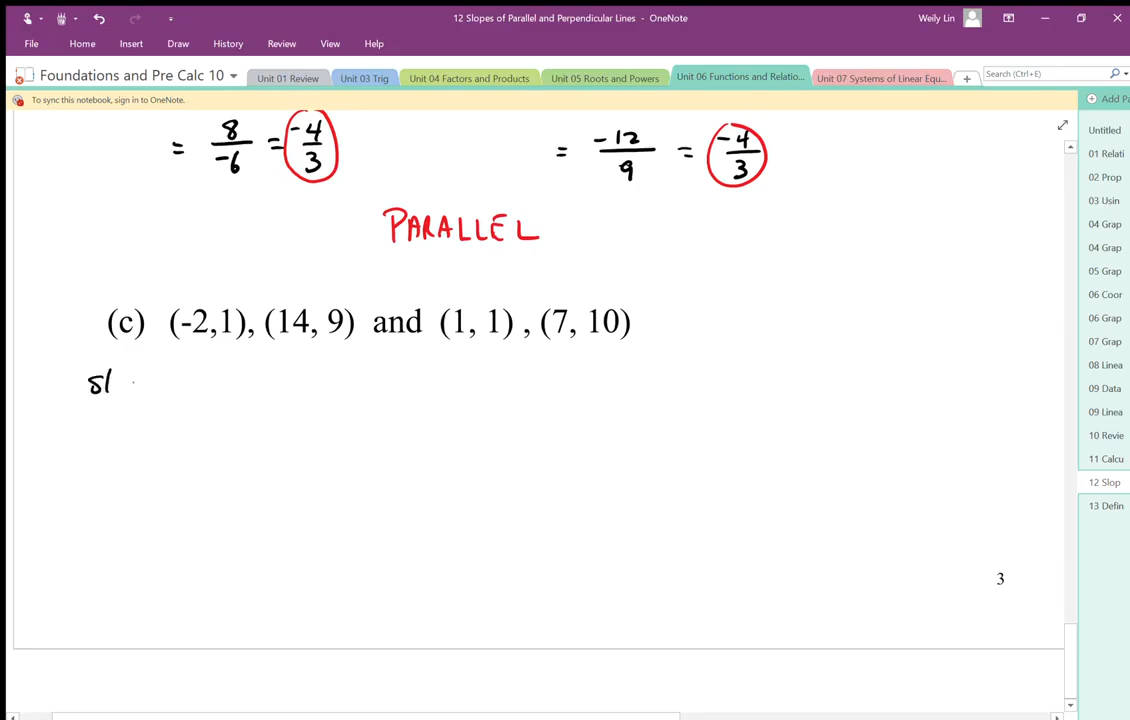 12 Slopes of Parallel and Perpendicular Lines - OneNote
Weily Lin
File Home Insert Draw History Review View Help
Foundations and Pre Calc 10
Unit 01 Review
Unit 03 Trig
Unit 04 Factors and Products
Unit 05 Roots and Powers
Unit 06 Functions and Relatio...
Unit 07 Systems of Linear Equ...
Search (Ctrl+E)
To sync this notebook, sign in to OneNote.
Add Pa
= 8/-6 = -4/3
= -12/9 = -4/3
PARALLEL
(c) (-2,1), (14, 9) and (1, 1) , (7, 10)
sl
3
Untitled
01 Relati
02 Prop
03 Usin
04 Grap
04 Grap
05 Grap
06 Coor
06 Grap
07 Grap
08 Linea
09 Data
09 Linea
10 Revie
11 Calcu
12 Slop
13 Defin